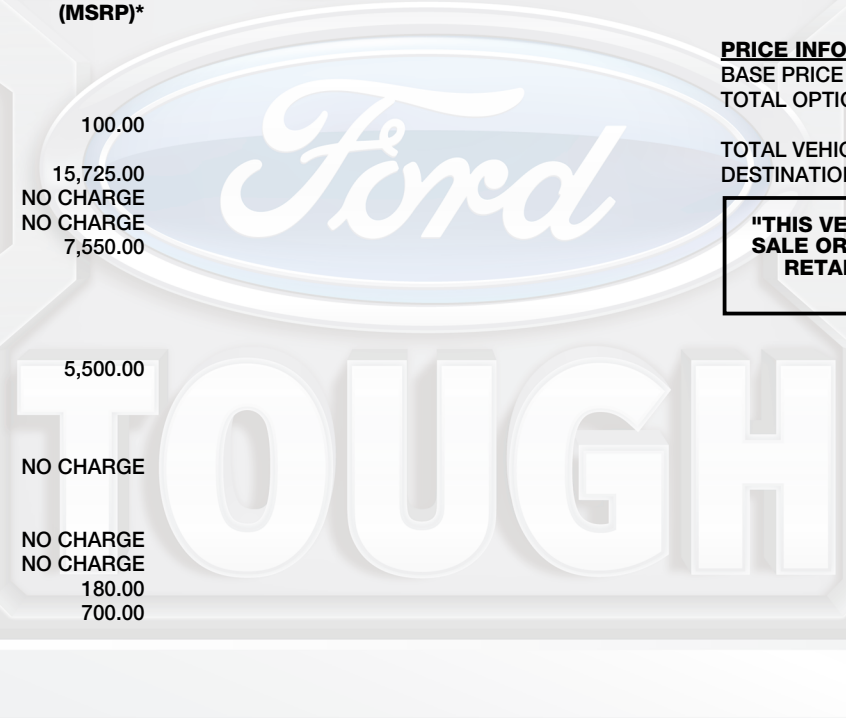 (MSRP)*
100.00
15,725.00
NO CHARGE
NO CHARGE
7,550.00
5,500.00
NO CHARGE
NO CHARGE
NO CHARGE
180.00
700.00
PRICE INFO
BASE PRICE
TOTAL OPTIO
TOTAL VEHIC
DESTINATION
"THIS VE
SALE OR
RETAI
Ford
TOUGH